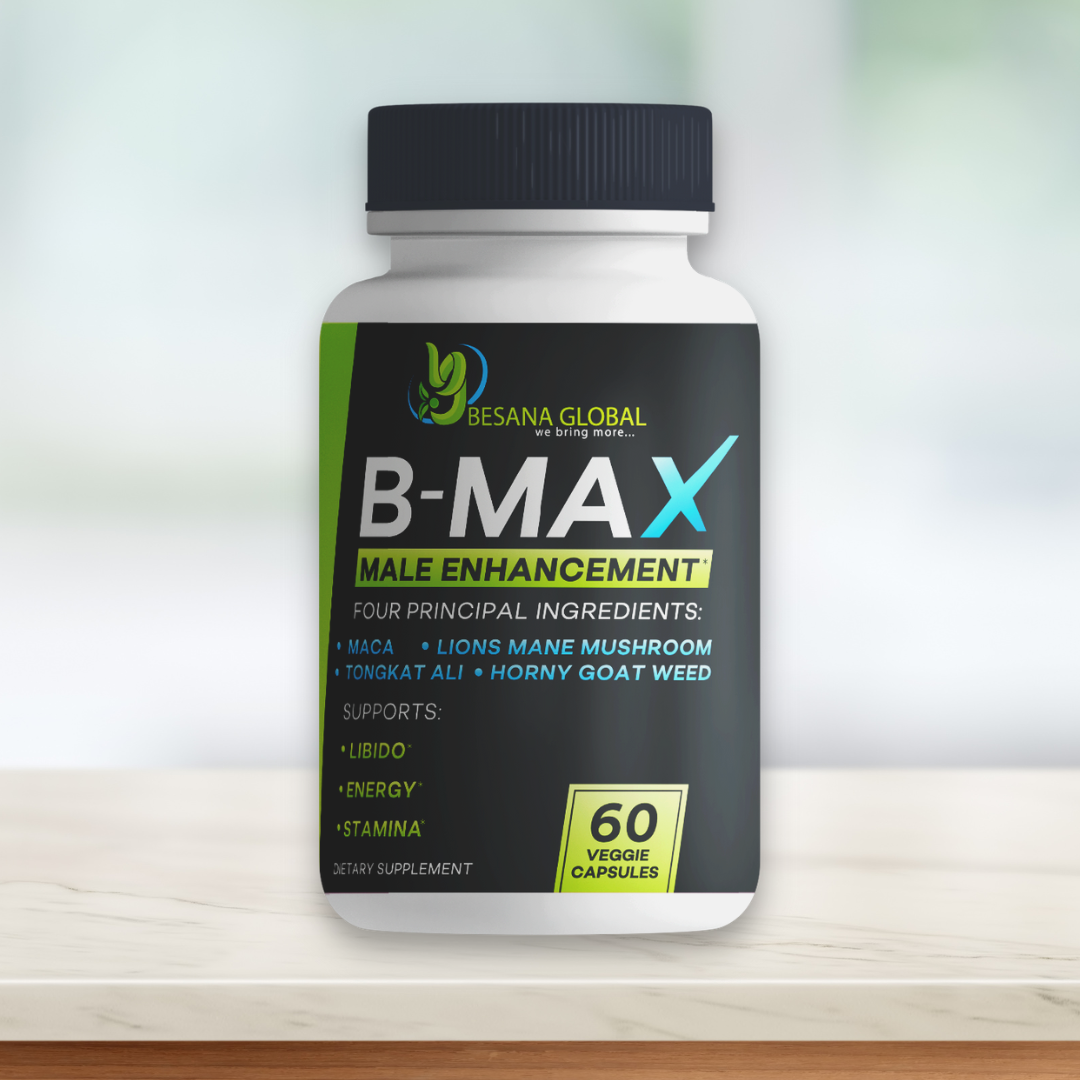 BESANA GLOBAL
we bring more...
B-MAX
MALE ENHANCEMENT*
FOUR PRINCIPAL INGREDIENTS:
• MACA • LIONS MANE MUSHROOM
• TONGKAT ALI • HORNY GOAT WEED
SUPPORTS:
• LIBIDO*
• ENERGY*
• STAMINA*
DIETARY SUPPLEMENT
60
VEGGIE
CAPSULES